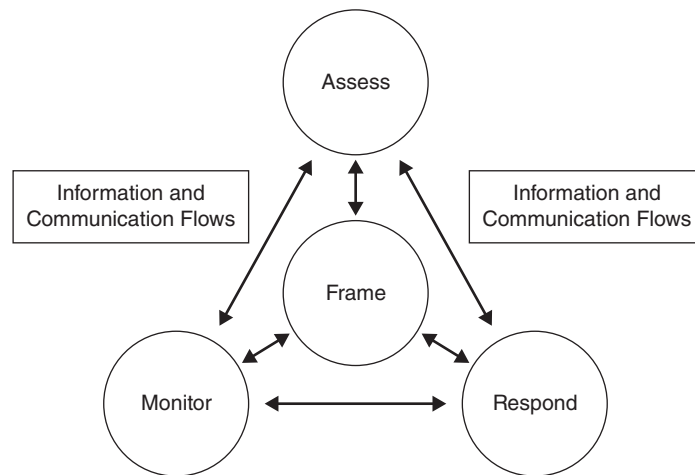 Assess
Information and
Communication Flows
Information and
Communication Flows
Frame
Monitor
Respond